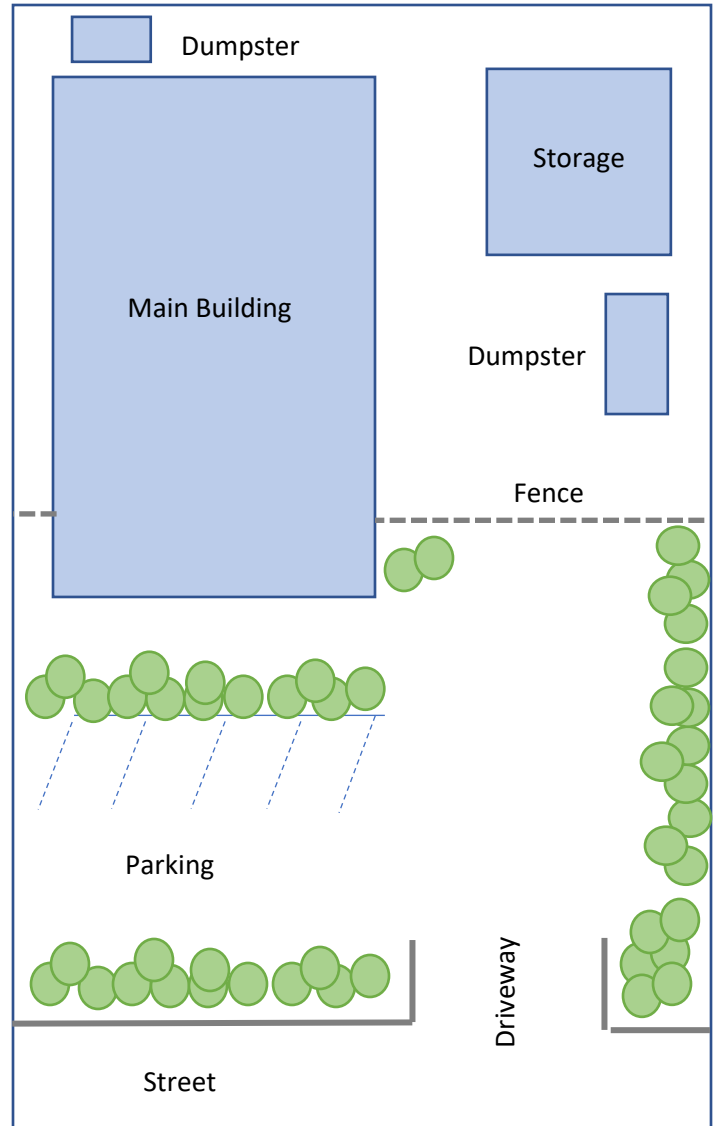 Dumpster
Storage
Main Building
Dumpster
Fence
Parking
Driveway
Street